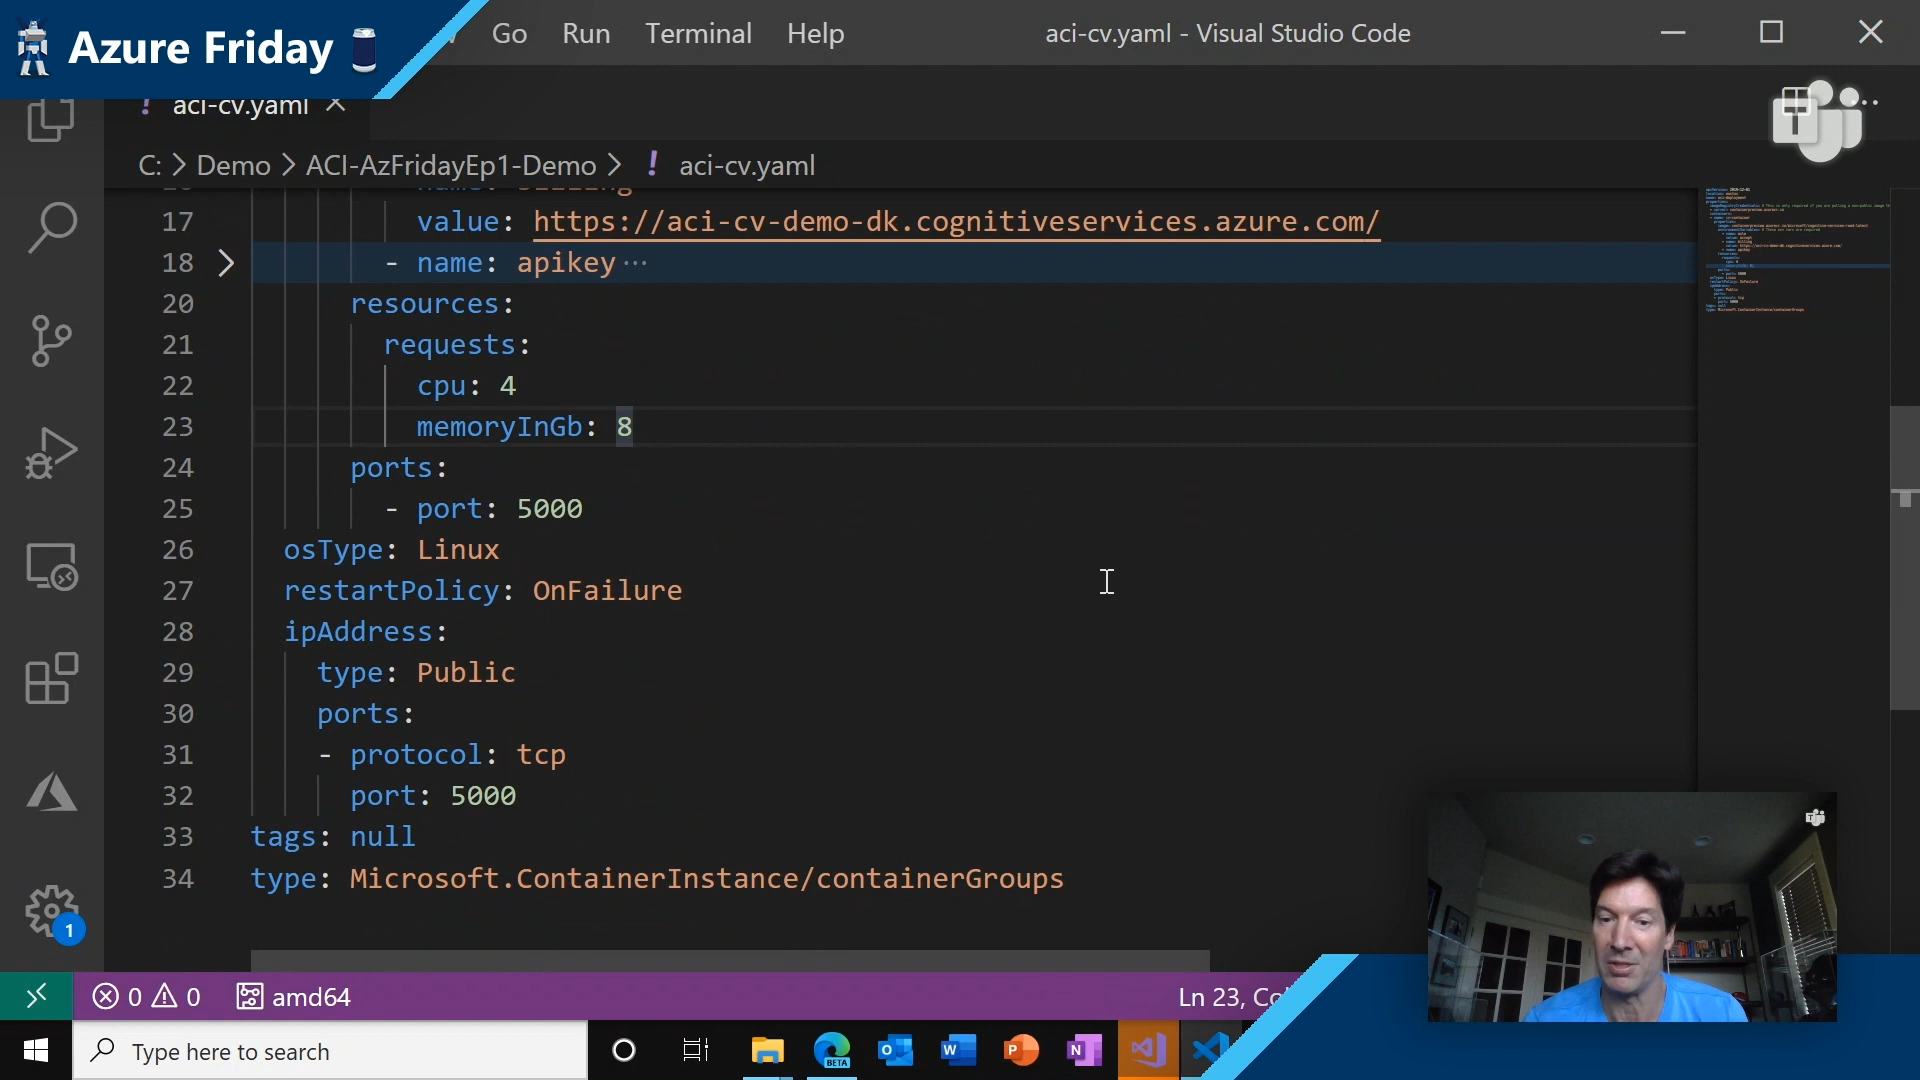 Azure Friday
Go Run Terminal Help
aci-cv.yaml - Visual Studio Code
aci-cv.yaml
C: > Demo > ACI-AzFridayEp1-Demo > ! aci-cv.yaml
17 value: https://aci-cv-demo-dk.cognitiveservices.azure.com/
18 - name: apikey ...
20 resources:
21 requests:
22 cpu: 4
23 memoryInGb: 8
24 ports:
25 - port: 5000
26 osType: Linux
27 restartPolicy: OnFailure
28 ipAddress:
29 type: Public
30 ports:
31 - protocol: tcp
32 port: 5000
33 tags: null
34 type: Microsoft.ContainerInstance/containerGroups
1
0 0 amd64
Ln 23,
Type here to search
BETA